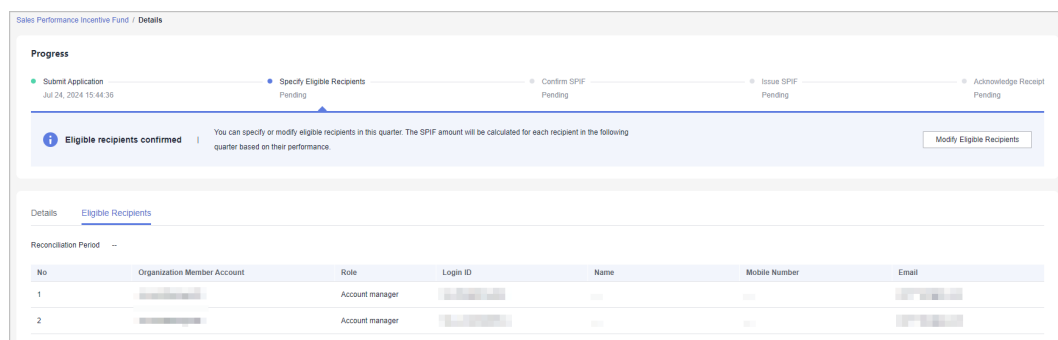 Sales Performance Incentive Fund / Details
Progress
Submit Application
Specify Eligible Recipients
Confirm SPIF
Issue SPIF
Acknowledge Receipt
Jul 24, 2024 15:44:36
Pending
Pending
Pending
Pending
Eligible recipients confirmed
You can specify or modify eligible recipients in this quarter. The SPIF amount will be calculated for each recipient in the following
quarter based on their performance.
Modify Eligible Recipients
Details Eligible Recipients
Reconciliation Period --
No Organization Member Account Role Login ID Name Mobile Number Email
1 Account manager
2 Account manager